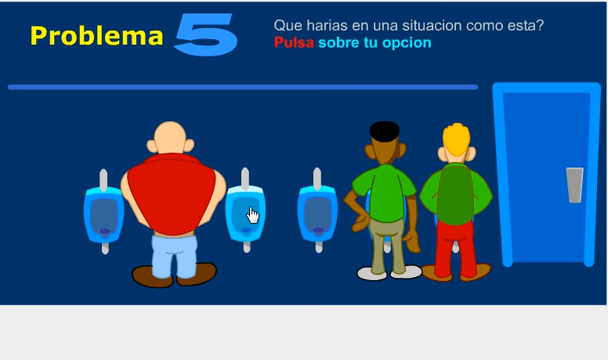 Problema 5
Que harias en una situacion como esta?
Pulsa sobre tu opcion